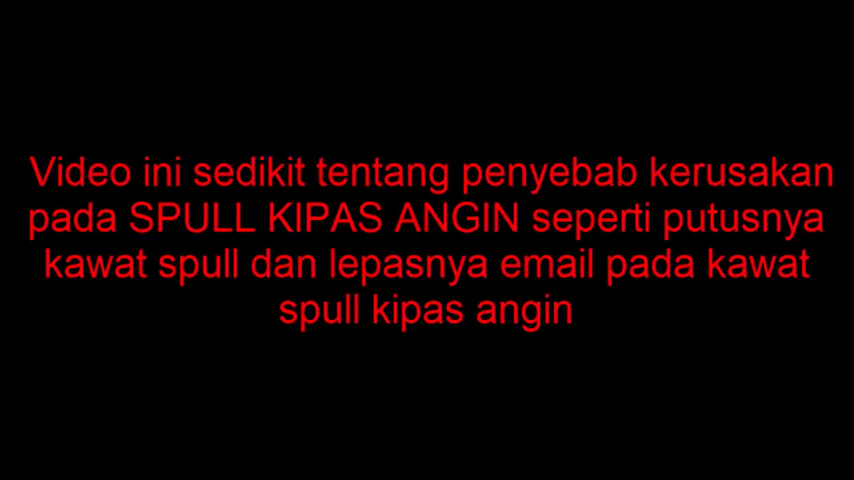 Video ini sedikit tentang penyebab kerusakan
pada SPULL KIPAS ANGIN seperti putusnya
kawat spull dan lepasnya email pada kawat
spull kipas angin